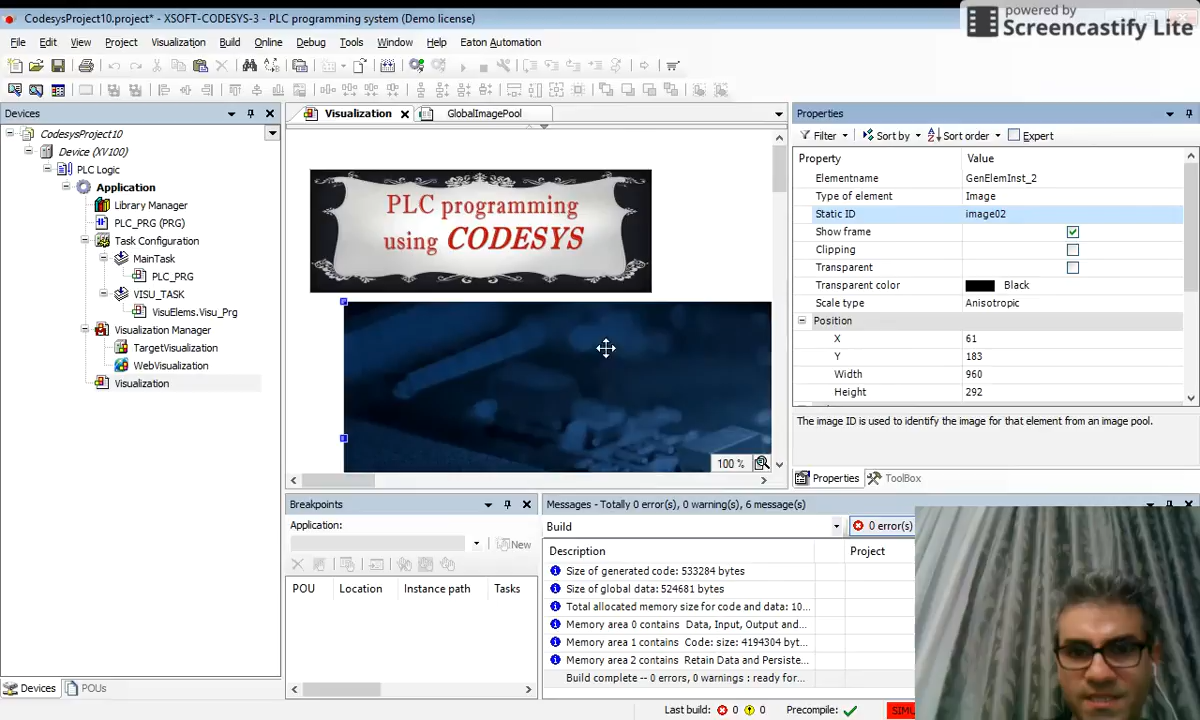 CodesysProject10.project* - XSOFT-CODESYS-3 - PLC programming system (Demo license)
powered by
Screencastify Lite
File Edit View Project Visualization Build Online Debug Tools Window Help Eaton Automation
Devices
CodesysProject10
Device (XV100)
PLC Logic
Application
Library Manager
PLC_PRG (PRG)
Task Configuration
MainTask
PLC_PRG
VISU_TASK
VisuElems.Visu_Prg
Visualization Manager
TargetVisualization
WebVisualization
Visualization
Devices POUs
Visualization GlobalImagePool
PLC programming
using CODESYS
100 %
Properties
Filter Sort by Sort order Expert
Property Value
Elementname GenElemInst_2
Type of element Image
Static ID image02
Show frame
Clipping
Transparent
Transparent color Black
Scale type Anisotropic
Position
X 61
Y 183
Width 960
Height 292
The image ID is used to identify the image for that element from an image pool.
Properties ToolBox
Breakpoints
Application:
New
POU Location Instance path Tasks
Messages - Totally 0 error(s), 0 warning(s), 6 message(s)
Build 0 error(s)
Description Project
Size of generated code: 533284 bytes
Size of global data: 524681 bytes
Total allocated memory size for code and data: 10...
Memory area 0 contains Data, Input, Output and...
Memory area 1 contains Code: size: 4194304 byt...
Memory area 2 contains Retain Data and Persiste...
Build complete -- 0 errors, 0 warnings : ready for...
Last build: 0 0 Precompile: SIMU